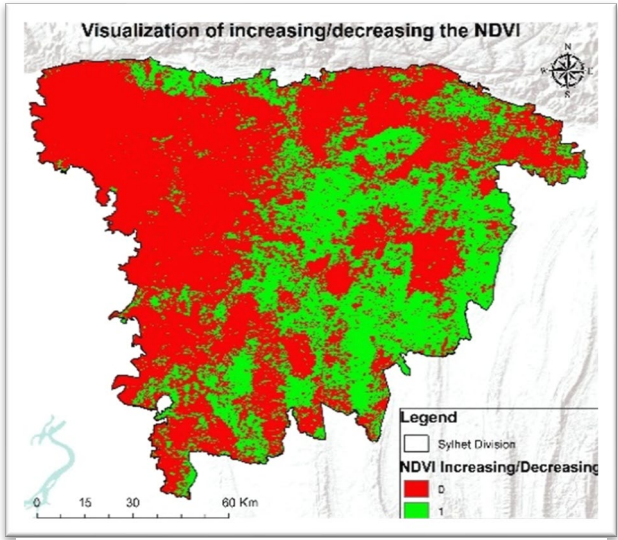 Visualization of increasing/decreasing the NDVI
N
W E
S
Legend
Sylhet Division
NDVI Increasing/Decreasing
0
1
0 15 30 60 Km